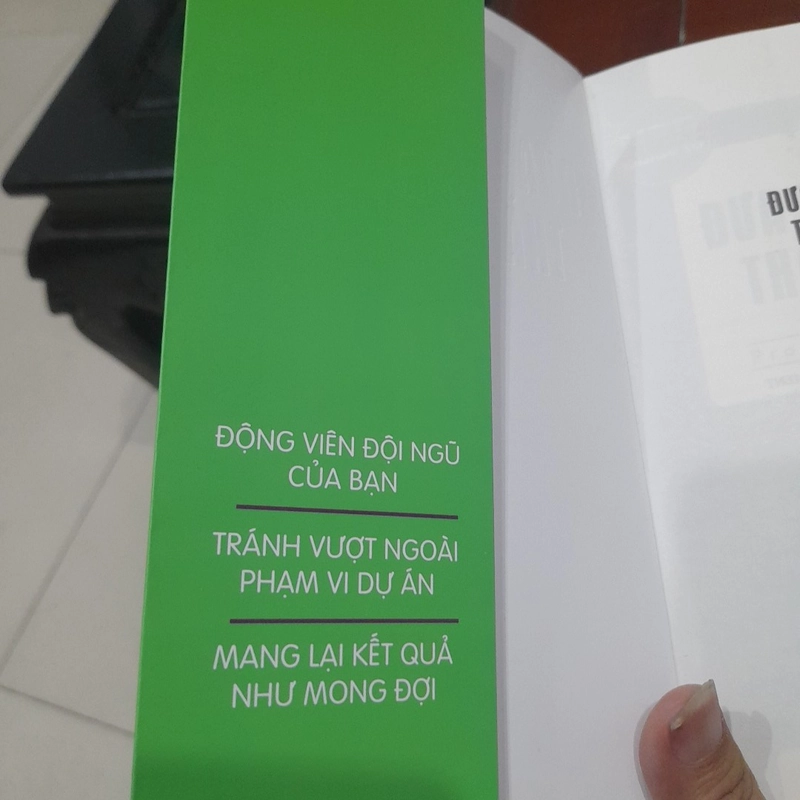 ĐỘNG VIÊN ĐỘI NGŨ
CỦA BẠN
TRÁNH VƯỢT NGOÀI
PHẠM VI DỰ ÁN
MANG LẠI KẾT QUẢ
NHƯ MONG ĐỢI